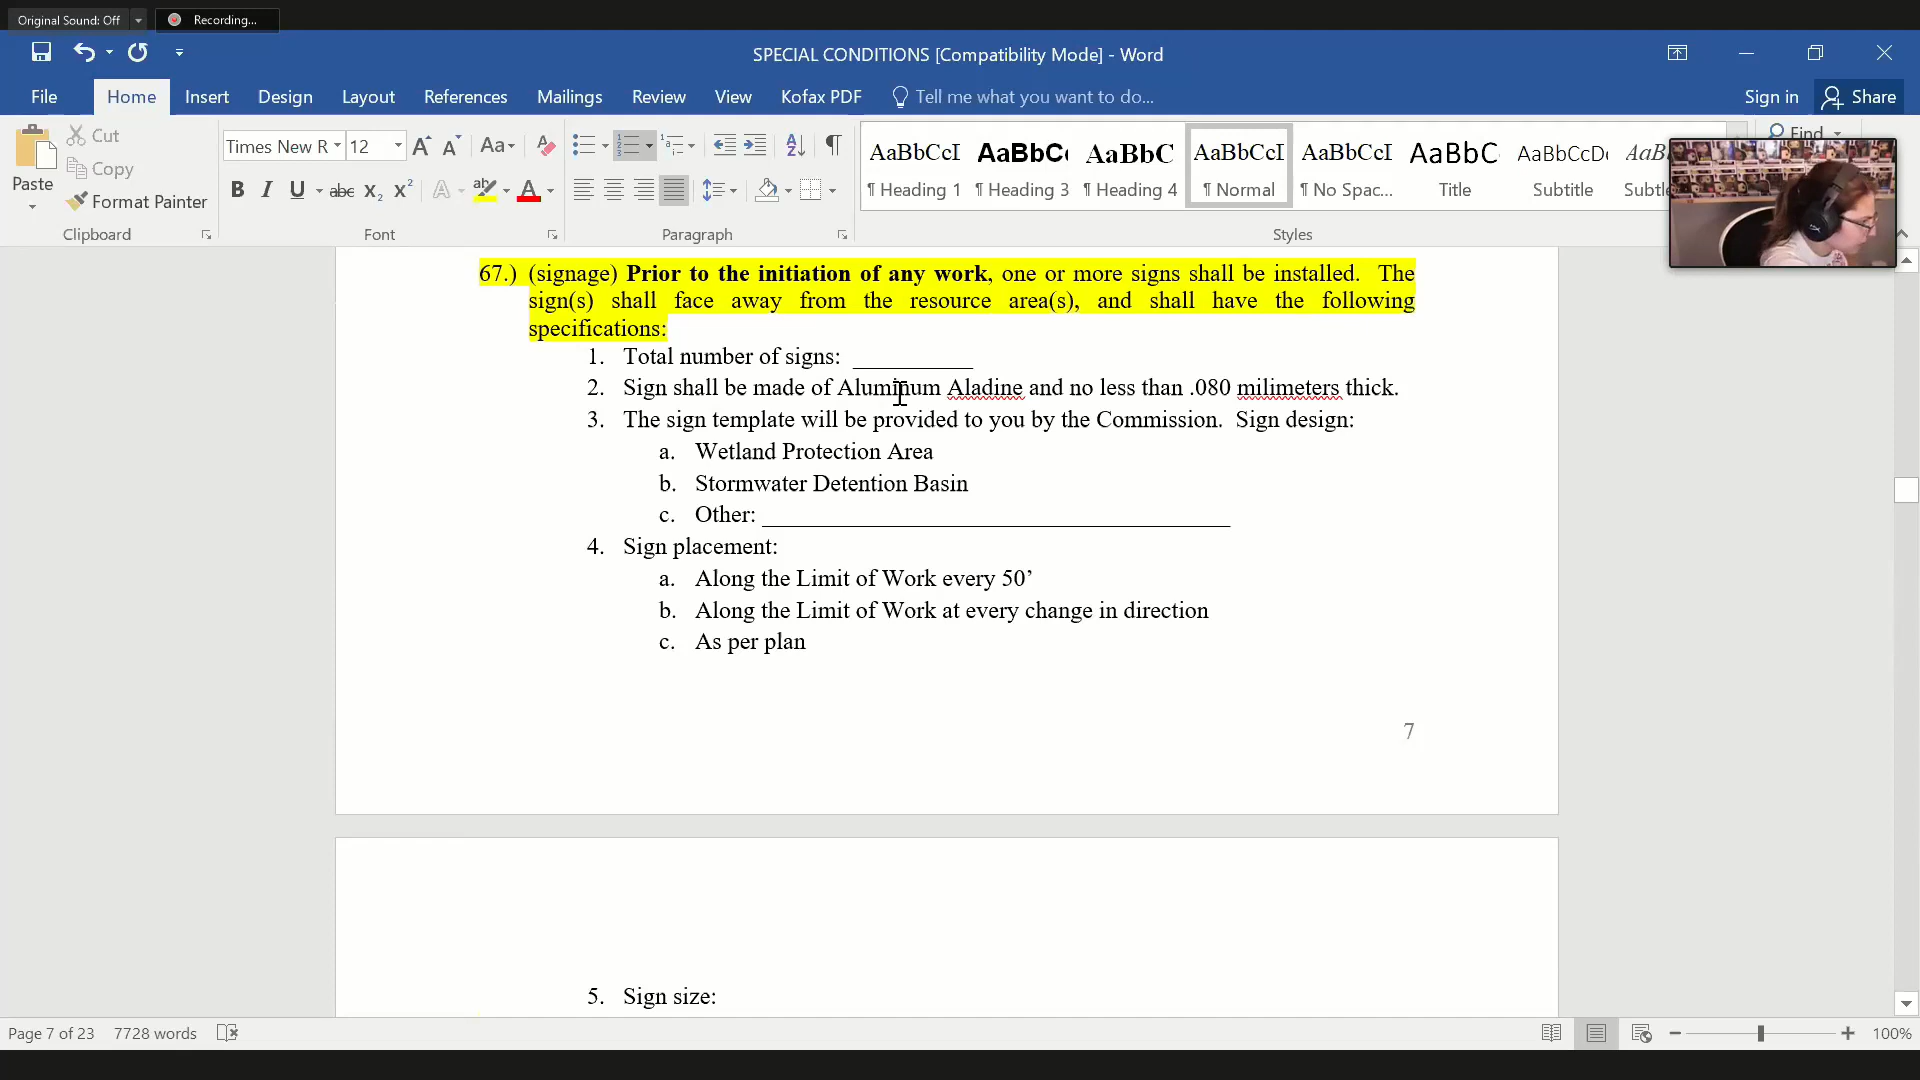 Original Sound: Off
Recording...
SPECIAL CONDITIONS [Compatibility Mode] - Word
File Home Insert Design Layout References Mailings Review View Kofax PDF Tell me what you want to do... Sign in Share
Paste
Cut
Copy
Format Painter
Clipboard
Times New R 12
Font
Paragraph
AaBbCcI AaBbCc AaBbC AaBbCcI AaBbCcI AaBbC AaBbCcD AaB
¶ Heading 1 ¶ Heading 3 ¶ Heading 4 ¶ Normal ¶ No Spac... Title Subtitle Subtle
Styles
Find
67.) (signage) Prior to the initiation of any work, one or more signs shall be installed. The
sign(s) shall face away from the resource area(s), and shall have the following
specifications:
1. Total number of signs: __________
2. Sign shall be made of Aluminum Aladine and no less than .080 milimeters thick.
3. The sign template will be provided to you by the Commission. Sign design:
a. Wetland Protection Area
b. Stormwater Detention Basin
c. Other: _______________________________________
4. Sign placement:
a. Along the Limit of Work every 50’
b. Along the Limit of Work at every change in direction
c. As per plan
7
5. Sign size:
Page 7 of 23 7728 words 100%